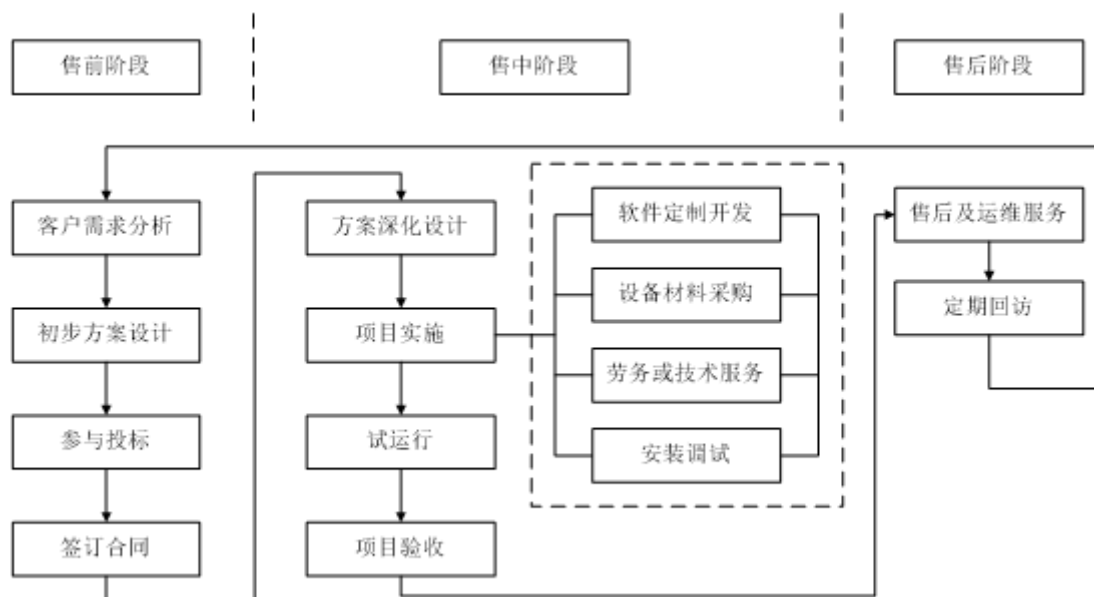 售前阶段
售中阶段
售后阶段
客户需求分析
初步方案设计
参与投标
签订合同
方案深化设计
项目实施
试运行
项目验收
软件定制开发
设备材料采购
劳务或技术服务
安装调试
售后及运维服务
定期回访